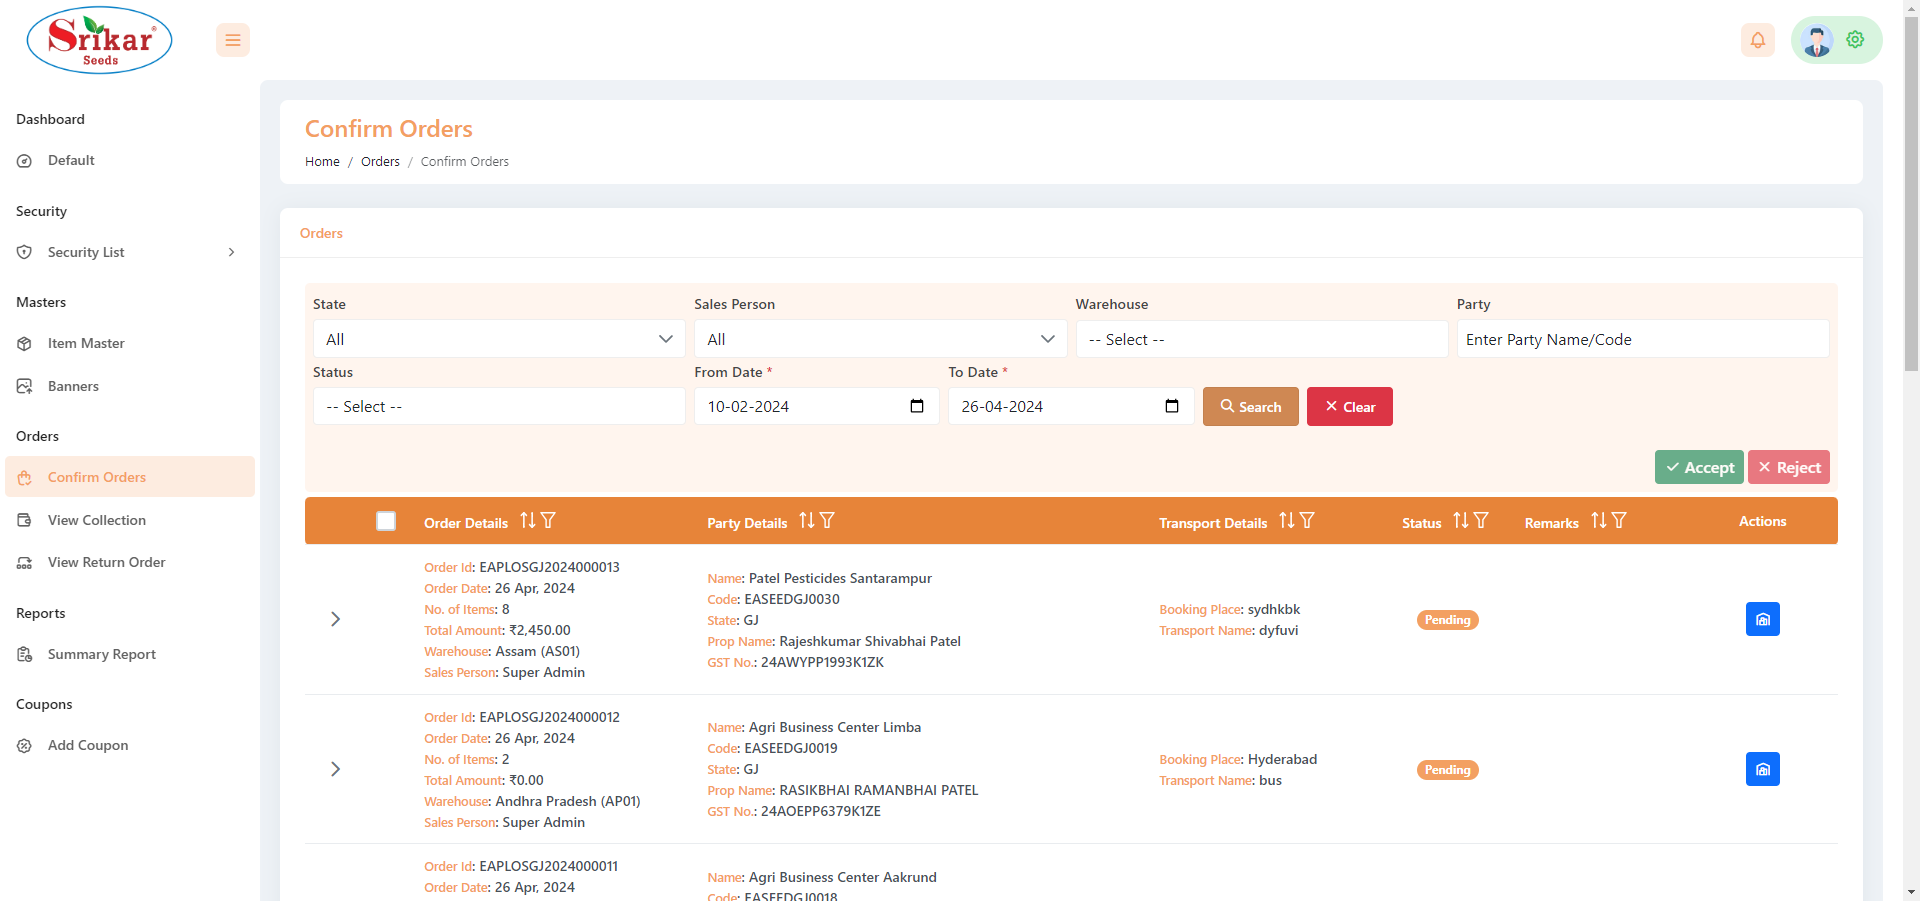 Srikar
Seeds
Dashboard
Default
Security
Security List
Masters
Item Master
Banners
Orders
Confirm Orders
View Collection
View Return Order
Reports
Summary Report
Coupons
Add Coupon
Confirm Orders
Home / Orders / Confirm Orders
Orders
State Sales Person Warehouse Party
All All -- Select -- Enter Party Name/Code
Status From Date * To Date *
-- Select -- 10-02-2024 26-04-2024 Search Clear
Accept Reject
Order Details Party Details Transport Details Status Remarks Actions
Order Id: EAPLOSGJ2024000013
Order Date: 26 Apr, 2024
No. of Items: 8
Total Amount: ₹2,450.00
Warehouse: Assam (AS01)
Sales Person: Super Admin
Name: Patel Pesticides Santarampur
Code: EASEEDGJ0030
State: GJ
Prop Name: Rajeshkumar Shivabhai Patel
GST No.: 24AWYPP1993K1ZK
Booking Place: sydhkbk
Transport Name: dyfuvi
Pending
Order Id: EAPLOSGJ2024000012
Order Date: 26 Apr, 2024
No. of Items: 2
Total Amount: ₹0.00
Warehouse: Andhra Pradesh (AP01)
Sales Person: Super Admin
Name: Agri Business Center Limba
Code: EASEEDGJ0019
State: GJ
Prop Name: RASIKBHAI RAMANBHAI PATEL
GST No.: 24AOEPP6379K1ZE
Booking Place: Hyderabad
Transport Name: bus
Pending
Order Id: EAPLOSGJ2024000011
Order Date: 26 Apr, 2024
Name: Agri Business Center Aakrund
Code: EASEEDGJ0018